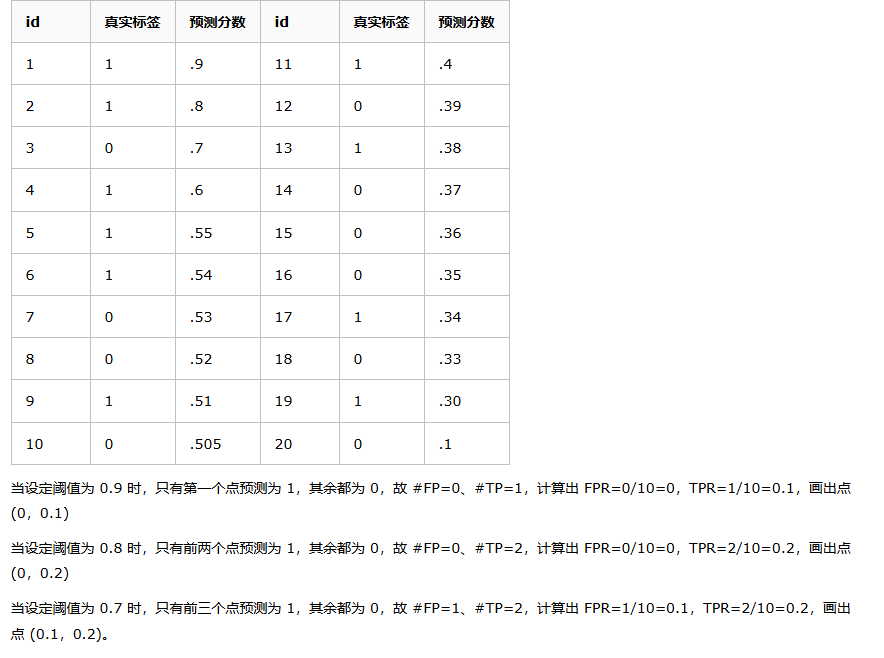 id 真实标签 预测分数 id 真实标签 预测分数
1 1 .9 11 1 .4
2 1 .8 12 0 .39
3 0 .7 13 1 .38
4 1 .6 14 0 .37
5 1 .55 15 0 .36
6 1 .54 16 0 .35
7 0 .53 17 1 .34
8 0 .52 18 0 .33
9 1 .51 19 1 .30
10 0 .505 20 0 .1
当设定阈值为 0.9 时，只有第一个点预测为 1，其余都为 0，故 #FP=0、#TP=1，计算出 FPR=0/10=0，TPR=1/10=0.1，画出点
(0，0.1)
当设定阈值为 0.8 时，只有前两个点预测为 1，其余都为 0，故 #FP=0、#TP=2，计算出 FPR=0/10=0，TPR=2/10=0.2，画出点
(0，0.2)
当设定阈值为 0.7 时，只有前三个点预测为 1，其余都为 0，故 #FP=1、#TP=2，计算出 FPR=1/10=0.1，TPR=2/10=0.2，画出
点 (0.1，0.2)。